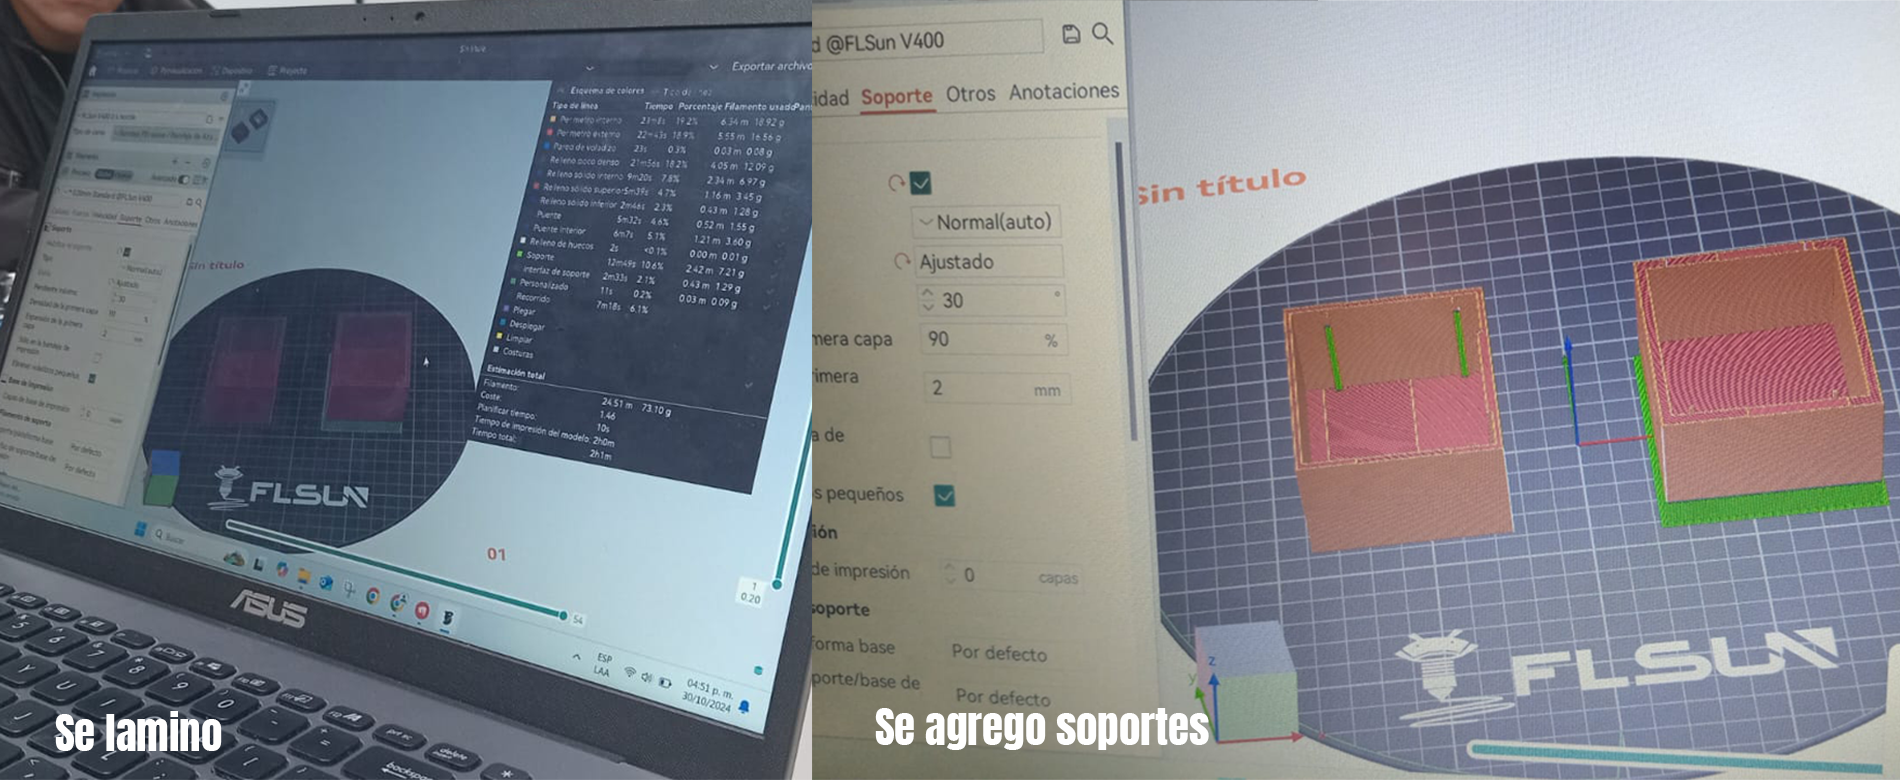 Exportar archivo
Esquema de colores
Tipo de línea Tiempo Porcentaje Filamento usado
Perímetro interno 23m8s 19.2% 6.34 m 18.92 g
Perímetro externo 22m43s 18.9% 5.55 m 16.56 g
Pared de voladizo 23s 0.3% 0.03 m 0.08 g
Relleno poco denso 21m56s 18.2% 4.05 m 12.09 g
Relleno sólido interno 9m20s 7.8% 2.34 m 6.97 g
Relleno sólido superior 5m39s 4.7% 1.16 m 3.45 g
Relleno sólido inferior 2m46s 2.3% 0.43 m 1.28 g
Puente 5m32s 4.6% 0.52 m 1.55 g
Puente interior 6m7s 5.1% 1.21 m 3.60 g
Relleno de huecos 2s <0.1% 0.00 m 0.01 g
Soporte 12m49s 10.6% 2.42 m 7.21 g
Interfaz de soporte 2m33s 2.1% 0.43 m 1.29 g
Personalizado 11s 0.2% 0.03 m 0.09 g
Recorrido 7m18s 6.1%
Plegar
Desplegar
Limpiar
Costuras
Estimación total
Filamento: 24.51 m 73.10 g
Coste: 1.46
Planificar tiempo: 10s
Tiempo de impresión del modelo: 2h0m
Tiempo total: 2h1m
Sin título
FLSUN
01
1
0.20
54
Buscar
ESP
LAA
04:51 p. m.
30/10/2024
ASUS
Se lamino
@FLSun V400
idad Soporte Otros Anotaciones
Normal(auto)
Ajustado
30 °
mera capa 90 %
rimera 2 mm
a de
s pequeños
ión
de impresión 0 capas
soporte
forma base Por defecto
porte/base de Por defecto
Sin título
FLSUN
z
y
Se agrego soportes